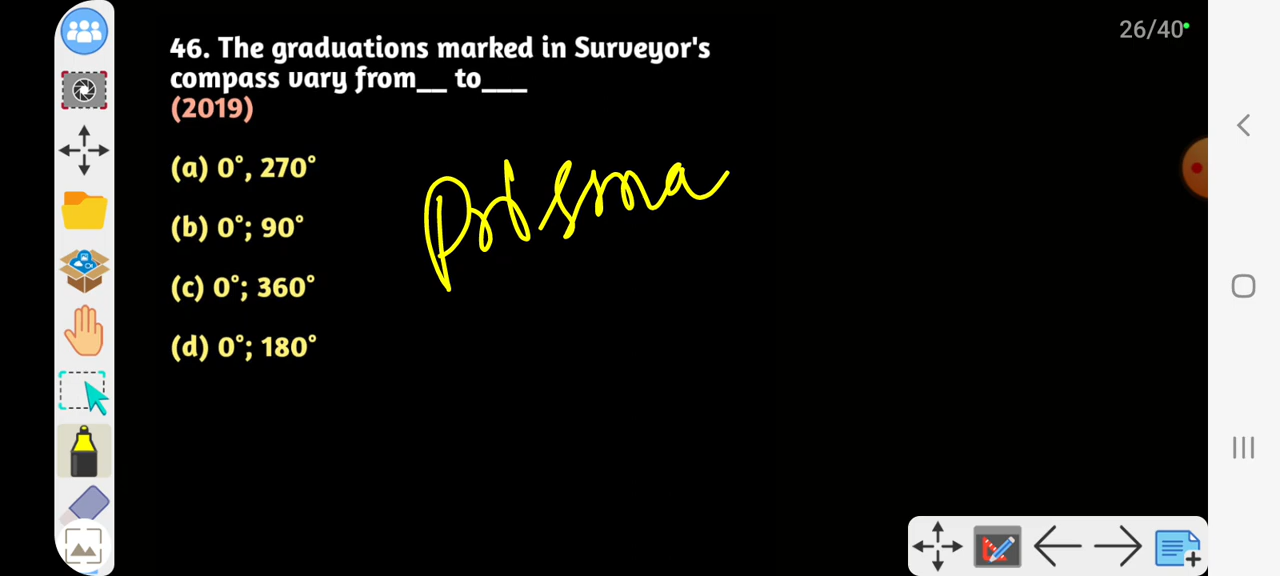 26/40
46. The graduations marked in Surveyor's
compass vary from__ to___
(2019)
(a) 0°, 270°
(b) 0°; 90°
(c) 0°; 360°
(d) 0°; 180°
Prisma